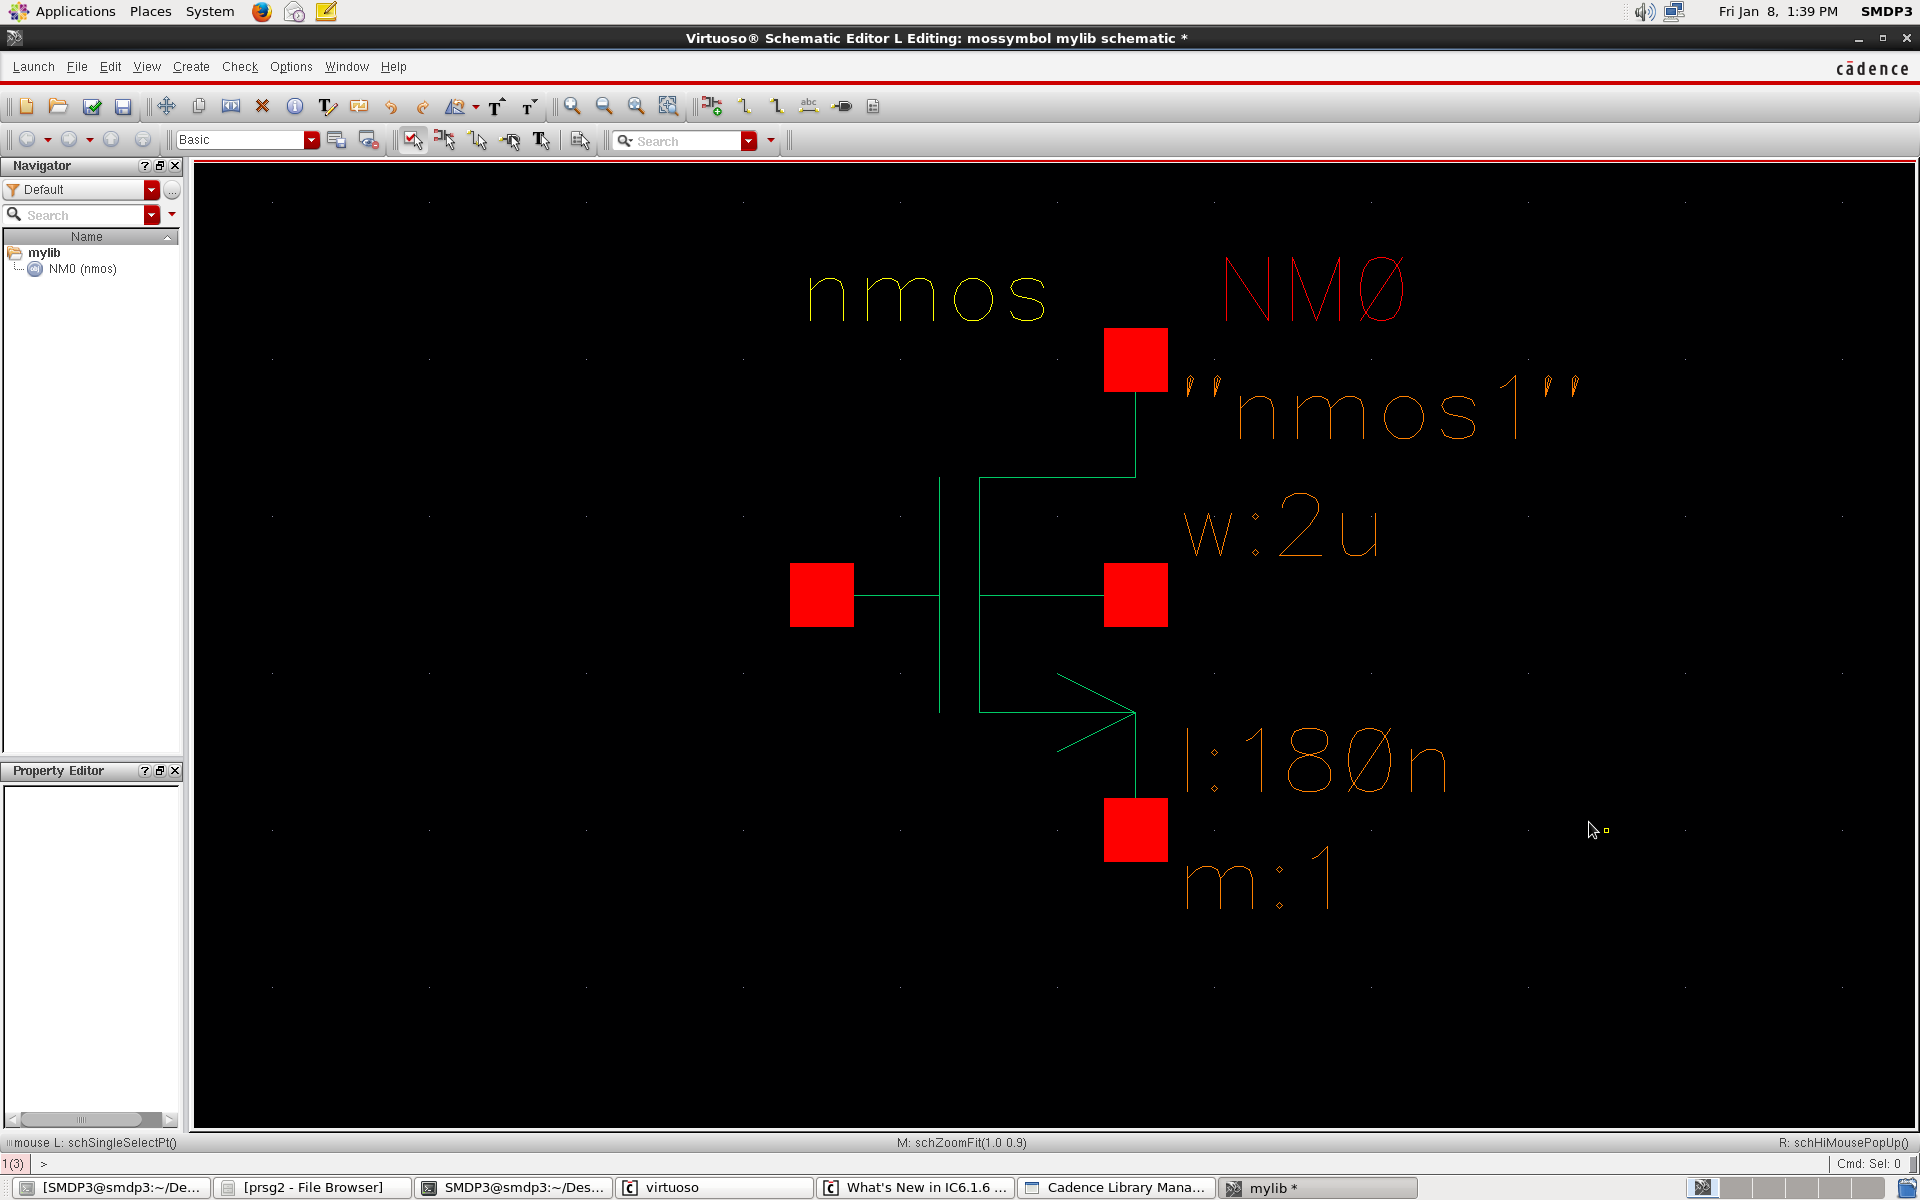 Applications Places System Fri Jan 8, 1:39 PM SMDP3
Virtuoso® Schematic Editor L Editing: mossymbol mylib schematic *
Launch File Edit View Create Check Options Window Help cādence
abc
Basic Search
Navigator
Default
...
Search
Name
mylib
NM0 (nmos)
Property Editor
nmos NM0
"nmos1"
w:2u
l:180n
m:1
mouse L: schSingleSelectPt() M: schZoomFit(1.0 0.9) R: schHiMousePopUp()
1(3) > Cmd: Sel: 0
[SMDP3@smdp3:~/De... [prsg2 - File Browser] SMDP3@smdp3:~/Des... virtuoso What's New in IC6.1.6 ... Cadence Library Mana... mylib *